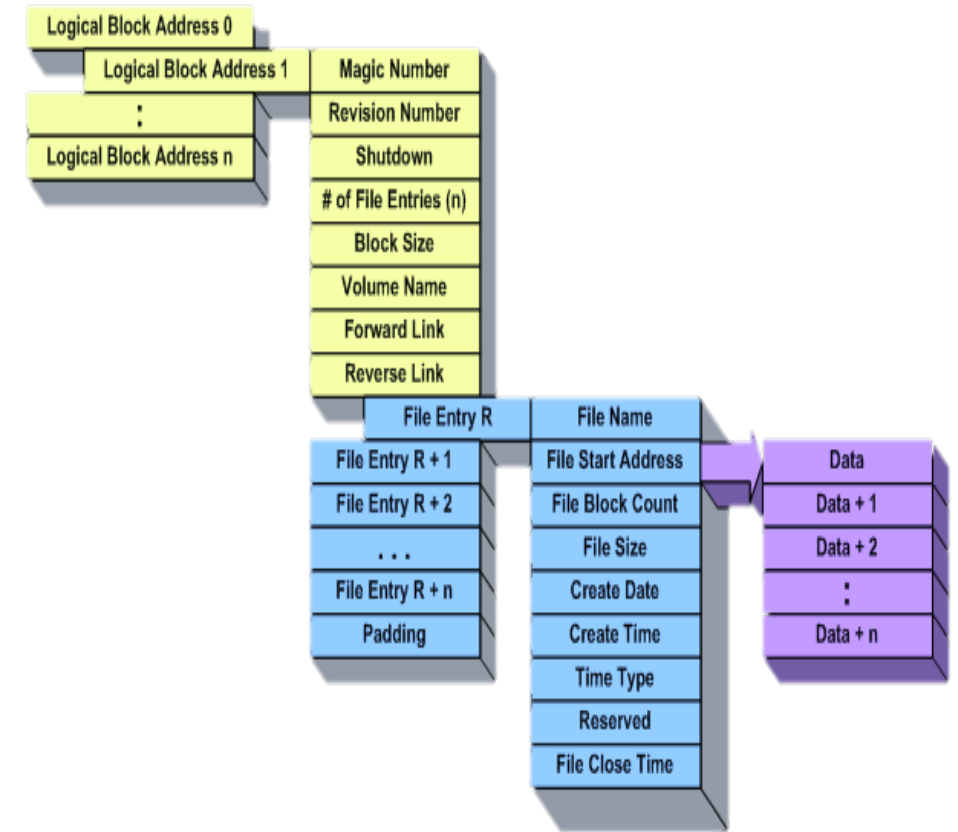 Logical Block Address 0
Logical Block Address 1
:
Logical Block Address n
Magic Number
Revision Number
Shutdown
# of File Entries (n)
Block Size
Volume Name
Forward Link
Reverse Link
File Entry R
File Entry R + 1
File Entry R + 2
. . .
File Entry R + n
Padding
File Name
File Start Address
File Block Count
File Size
Create Date
Create Time
Time Type
Reserved
File Close Time
Data
Data + 1
Data + 2
:
Data + n